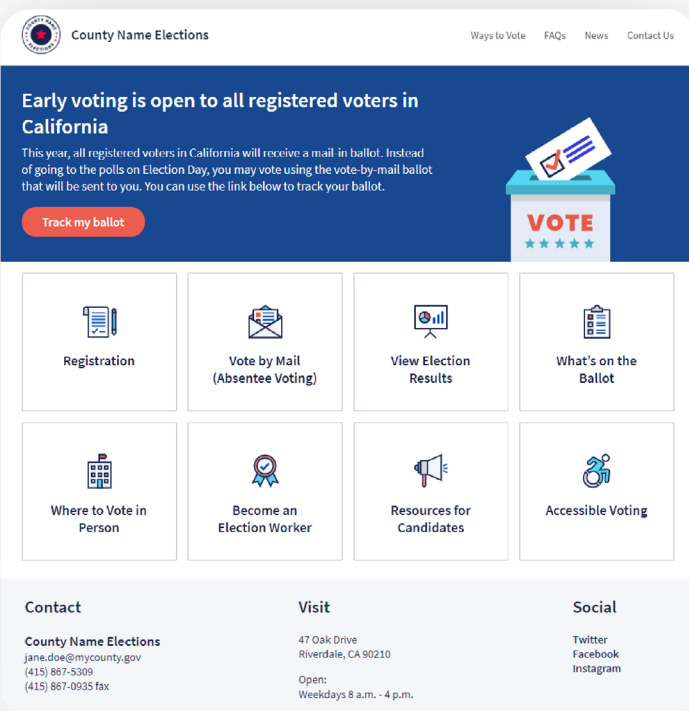 COUNTY NAME
ELECTIONS
County Name Elections
Ways to Vote
FAQs
News
Contact Us
Early voting is open to all registered voters in
California
This year, all registered voters in California will receive a mail-in ballot. Instead
of going to the polls on Election Day, you may vote using the vote-by-mail ballot
that will be sent to you. You can use the link below to track your ballot.
Track my ballot
VOTE
Registration
Vote by Mail
(Absentee Voting)
View Election
Results
What's on the
Ballot
Where to Vote in
Person
Become an
Election Worker
Resources for
Candidates
Accessible Voting
Contact
County Name Elections
jane.doe@mycounty.gov
(415) 867-5309
(415) 867-0935 fax
Visit
47 Oak Drive
Riverdale, CA 90210
Open:
Weekdays 8 a.m. - 4 p.m.
Social
Twitter
Facebook
Instagram